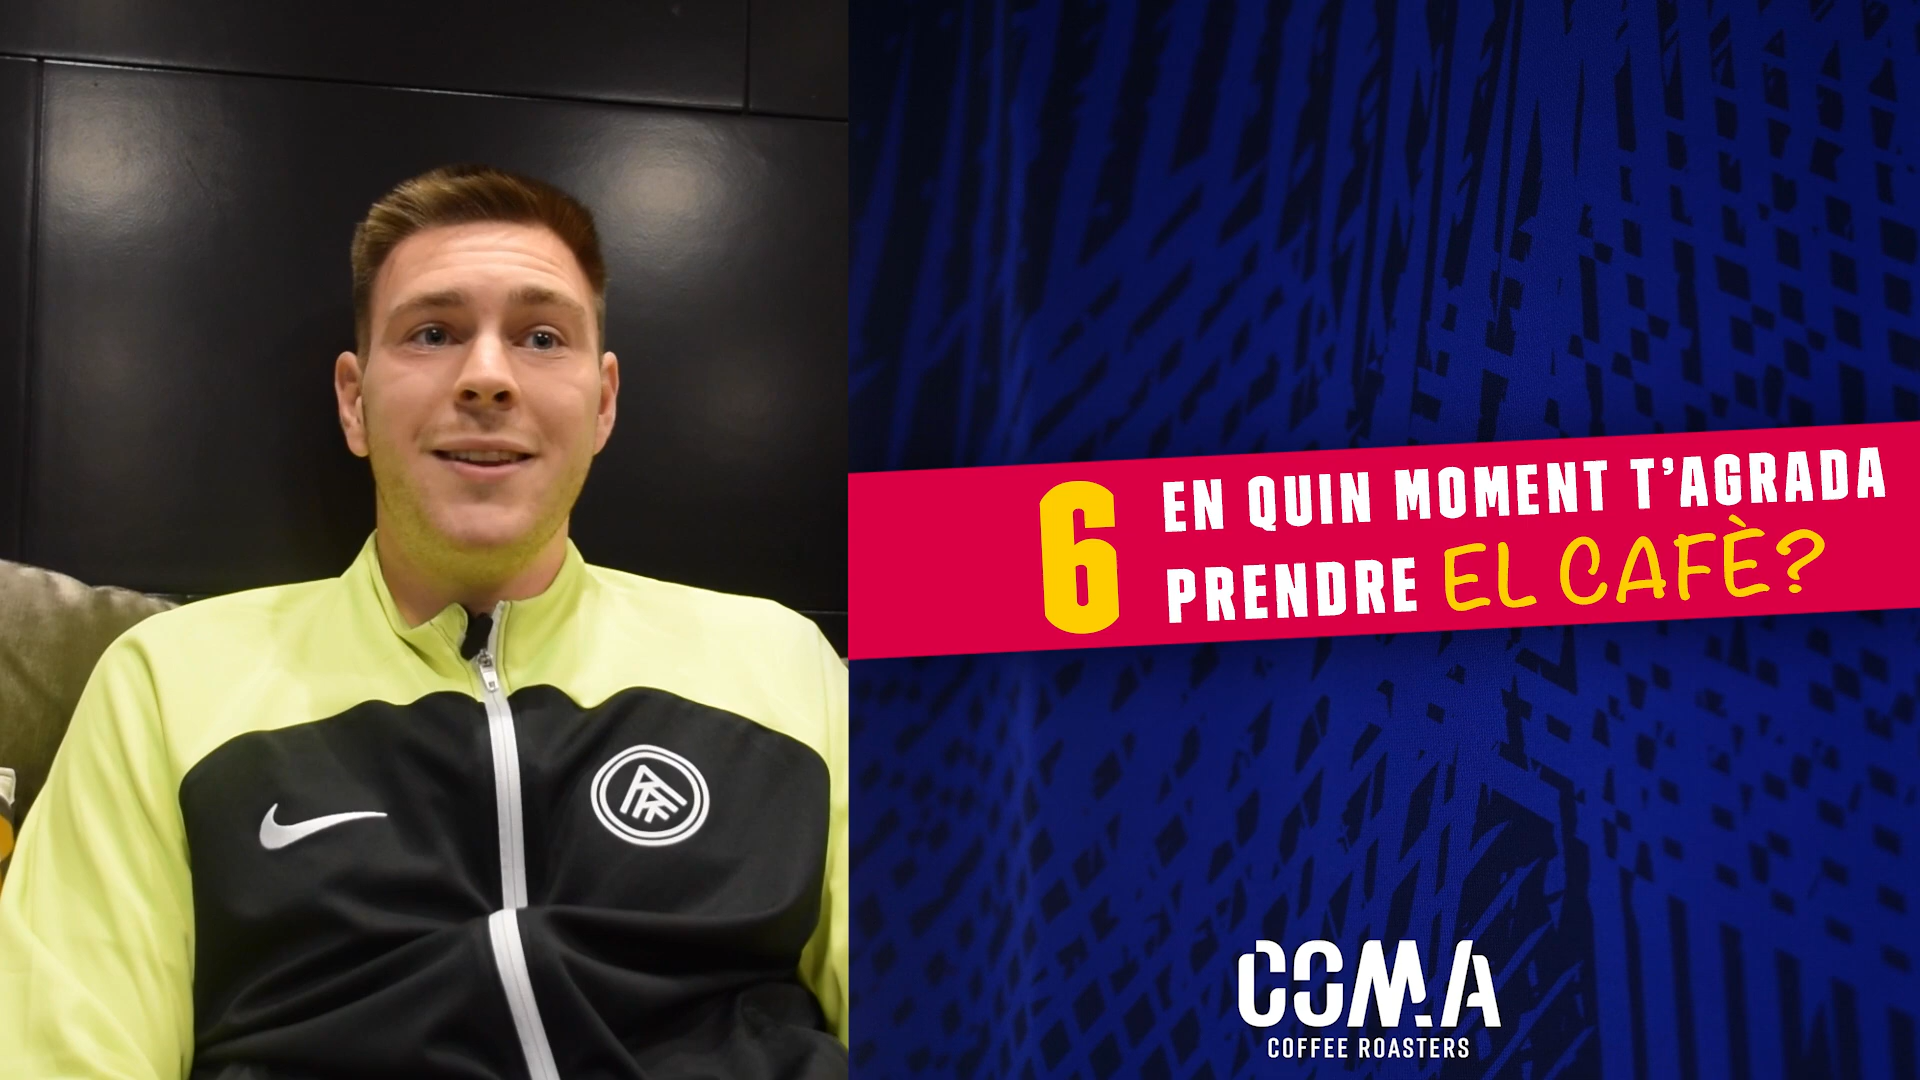 6
EN QUIN MOMENT T'AGRADA
PRENDRE EL CAFÈ?
COMA
COFFEE ROASTERS